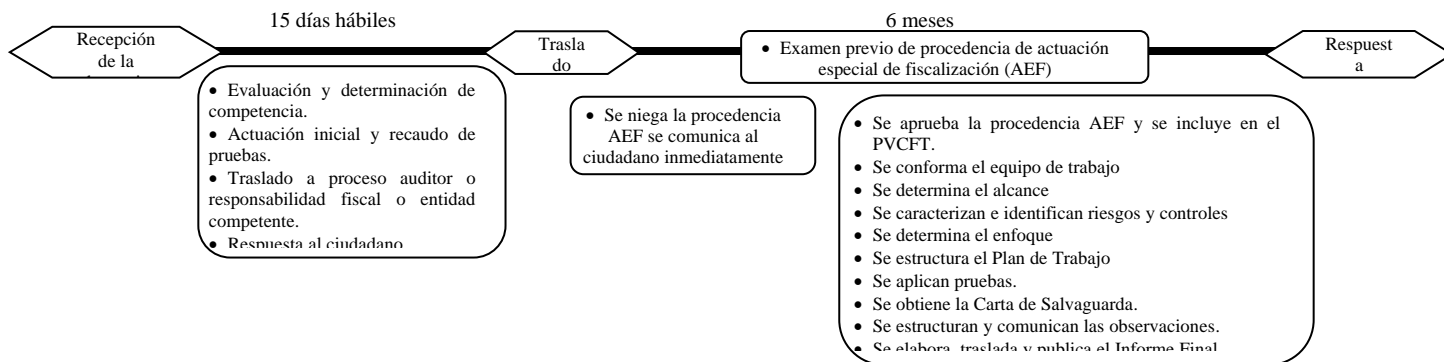 15 días hábiles
6 meses
Recepción
de la
Trasla
do
• Examen previo de procedencia de actuación
especial de fiscalización (AEF)
Respuest
a
• Evaluación y determinación de
competencia.
• Actuación inicial y recaudo de
pruebas.
• Traslado a proceso auditor o
responsabilidad fiscal o entidad
competente.
• Respuesta al ciudadano
• Se niega la procedencia
AEF se comunica al
ciudadano inmediatamente
• Se aprueba la procedencia AEF y se incluye en el
PVCFT.
• Se conforma el equipo de trabajo
• Se determina el alcance
• Se caracterizan e identifican riesgos y controles
• Se determina el enfoque
• Se estructura el Plan de Trabajo
• Se aplican pruebas.
• Se obtiene la Carta de Salvaguarda.
• Se estructuran y comunican las observaciones.
• Se elabora, traslada y publica el Informe Final